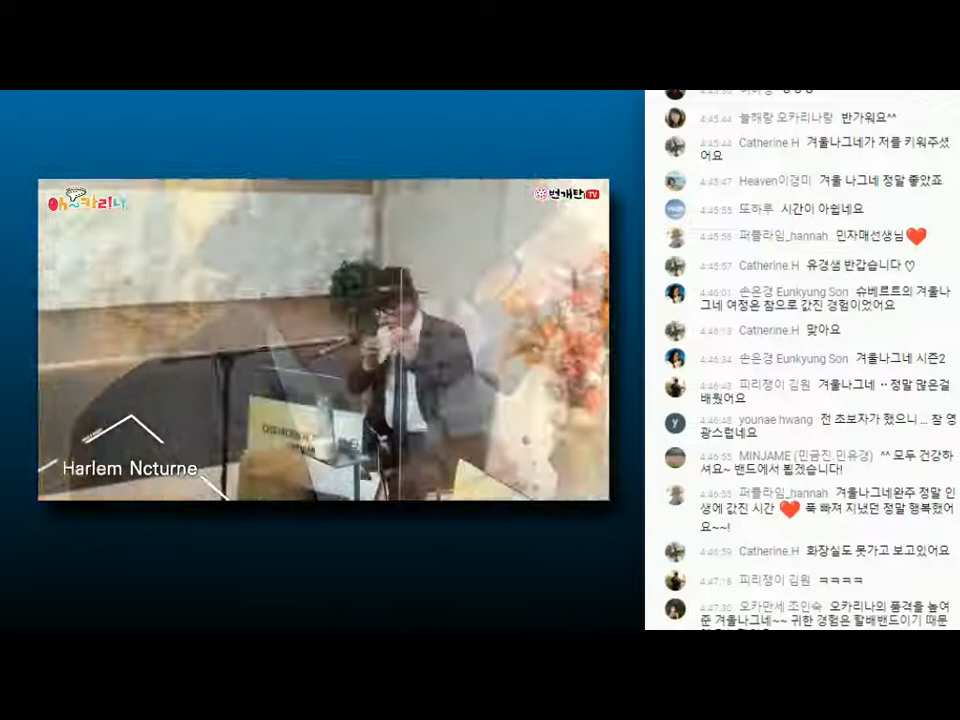 아~카리나
번개탄 TV
Harlem Ncturne
4:45:44 늘해랑 오카리나랑 반가워요^^
4:45:44 Catherine.H 겨울나그네가 저를 키워주셨
어요
4:45:47 Heaven이경미 겨울 나그네 정말 좋았죠
4:45:55 또하루 시간이 아쉽네요
4:45:56 퍼플라임_hannah 민자매선생님❤️
4:45:57 Catherine.H 유경샘 반갑습니다♡
4:46:01 손은경 Eunkyung Son 슈베르트의 겨울나
그네 여정은 참으로 값진 경험이었어요
4:46:13 Catherine.H 맞아요
4:46:34 손은경 Eunkyung Son 겨울나그네 시즌2
4:46:43 피리쟁이 김원 겨울나그네 ··정말 많은걸
배웠어요
4:46:48 younae hwang 전 초보자가 했으니 ... 참 영
광스럽네요
4:46:55 MINJAME (민금진.민유경) ^^ 모두 건강하
셔요~ 밴드에서 뵙겠습니다!
4:46:55 퍼플라임_hannah 겨울나그네완주 정말 인
생에 값진 시간 ❤️ 푹 빠져 지냈던 정말 행복했어
요~~!
4:46:59 Catherine.H 화장실도 못가고 보고있어요
4:47:18 피리쟁이 김원 ㅋㅋㅋㅋ
4:47:30 오카만세 조인숙 오카리나의 품격을 높여
준 겨울나그네~~ 귀한 경험은 할배밴드이기 때문